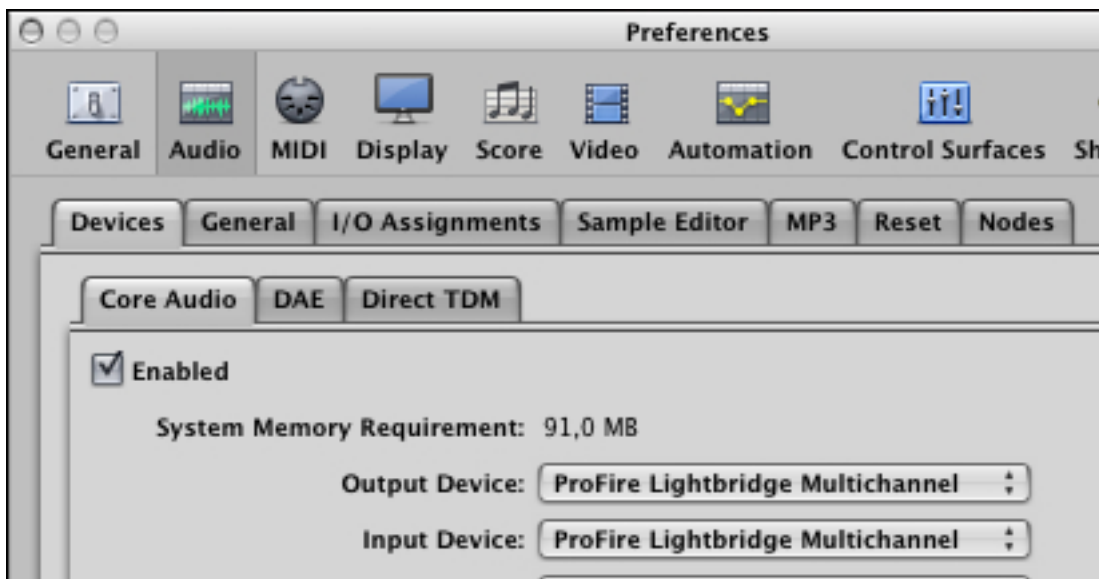 Preferences
General Audio MIDI Display Score Video Automation Control Surfaces
Devices General I/O Assignments Sample Editor MP3 Reset Nodes
Core Audio DAE Direct TDM
Enabled
System Memory Requirement: 91,0 MB
Output Device: ProFire Lightbridge Multichannel
Input Device: ProFire Lightbridge Multichannel